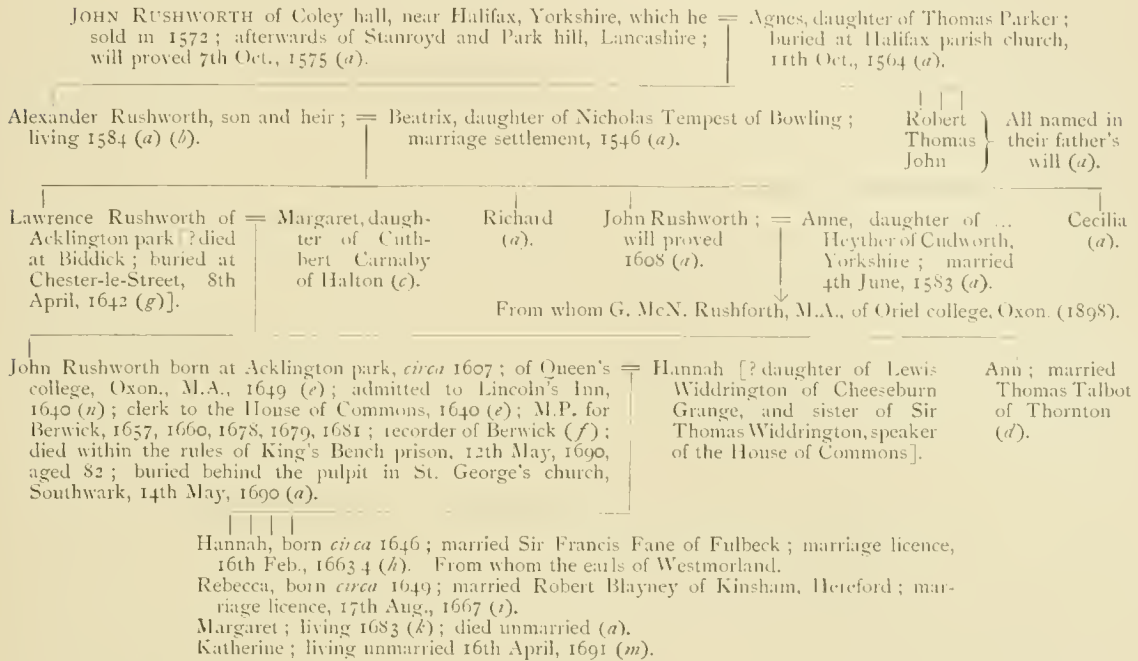 JOHN RUSHWORTH of Coley hall, near Halifax, Yorkshire, which he
sold in 1572 ; afterwards of Stanroyd and Park hill, Lancashire ;
will proved 7th Oct., 1575 (a).
= Agnes, daughter of Thomas Parker ;
buried at Halifax parish church,
11th Oct., 1564 (a).
Alexander Rushworth, son and heir ;
living 1584 (a) (b).
= Beatrix, daughter of Nicholas Tempest of Bowling ;
marriage settlement, 1546 (a).
Robert
Thomas
John
All named in
their father's
will (a).
Lawrence Rushworth of
Acklington park [?died
at Biddick ; buried at
Chester-le-Street, 8th
April, 1642 (g)].
= Margaret, daugh-
ter of Cuth-
bert Carnaby
of Halton (c).
Richard
(a).
John Rushworth ;
will proved
1608 (a).
= Anne, daughter of ...
Heyther of Cudworth,
Yorkshire ; married
4th June, 1583 (a).
Cecilia
(a).
From whom G. McN. Rushforth, M.A., of Oriel college, Oxon. (1898).
John Rushworth born at Acklington park, circa 1607 ; of Queen's
college, Oxon., M.A., 1649 (e) ; admitted to Lincoln's Inn,
1640 (n) ; clerk to the House of Commons, 1640 (e) ; M.P. for
Berwick, 1657, 1660, 1678, 1679, 1681 ; recorder of Berwick (f) ;
died within the rules of King's Bench prison, 12th May, 1690,
aged 82 ; buried behind the pulpit in St. George's church,
Southwark, 14th May, 1690 (a).
= Hannah [? daughter of Lewis
Widdrington of Cheeseburn
Grange, and sister of Sir
Thomas Widdrington, speaker
of the House of Commons].
Ann ; married
Thomas Talbot
of Thornton
(d).
Hannah, born circa 1646 ; married Sir Francis Fane of Fulbeck ; marriage licence,
16th Feb., 1663 4 (h). From whom the earls of Westmorland.
Rebecca, born circa 1649 ; married Robert Blayney of Kinsham, Hereford ; mar-
riage licence, 17th Aug., 1667 (i).
Margaret ; living 1683 (k) ; died unmarried (a).
Katherine ; living unmarried 16th April, 1691 (m).